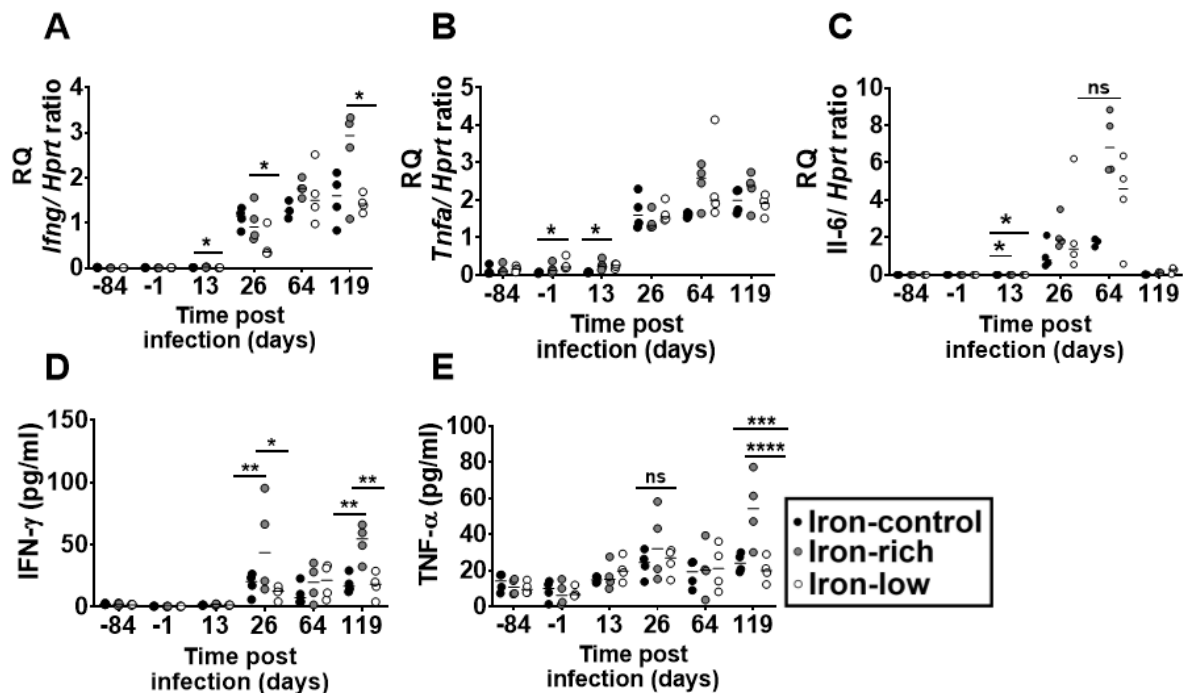 A
RQ
Ifng/ Hprt ratio
4
3
2
1
0
*
*
*
-84 -1 13 26 64 119
Time post
infection (days)
B
RQ
Tnfa/ Hprt ratio
5
4
3
2
1
0
* *
-84 -1 13 26 64 119
Time post
infection (days)
C
RQ
Il-6/ Hprt ratio
10
8
6
4
2
0
ns
*
*
-84 -1 13 26 64 119
Time post
infection (days)
D
IFN-γ (pg/ml)
150
100
50
0
*
**
**
**
-84 -1 13 26 64 119
Time post
infection (days)
E
TNF-α (pg/ml)
100
80
60
40
20
0
ns
***
****
-84 -1 13 26 64 119
Time post
infection (days)
Iron-control
Iron-rich
Iron-low